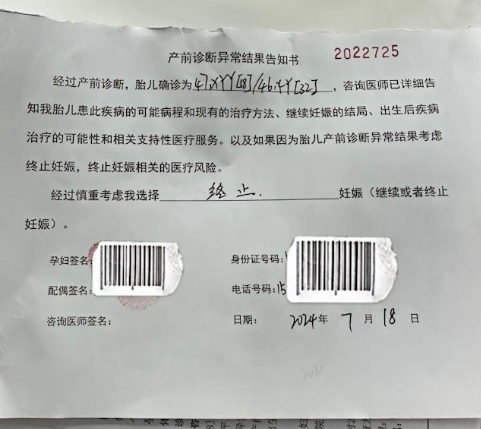 产前诊断异常结果告知书 2022725
经过产前诊断，胎儿确诊为47,XYY[18]/46,XY[32]，咨询医师已详细告
知我胎儿患此疾病的可能病程和现有的治疗方法、继续妊娠的结局、出生后疾病
治疗的可能性和相关支持性医疗服务。以及如果因为胎儿产前诊断异常结果考虑
终止妊娠，终止妊娠相关的医疗风险。
经过慎重考虑我选择 终止. 妊娠（继续或者终止
妊娠）。
孕妇签名: 身份证号码:
配偶签名: 电话号码:15
咨询医师签名: 日期: 2024年 7 月 18 日